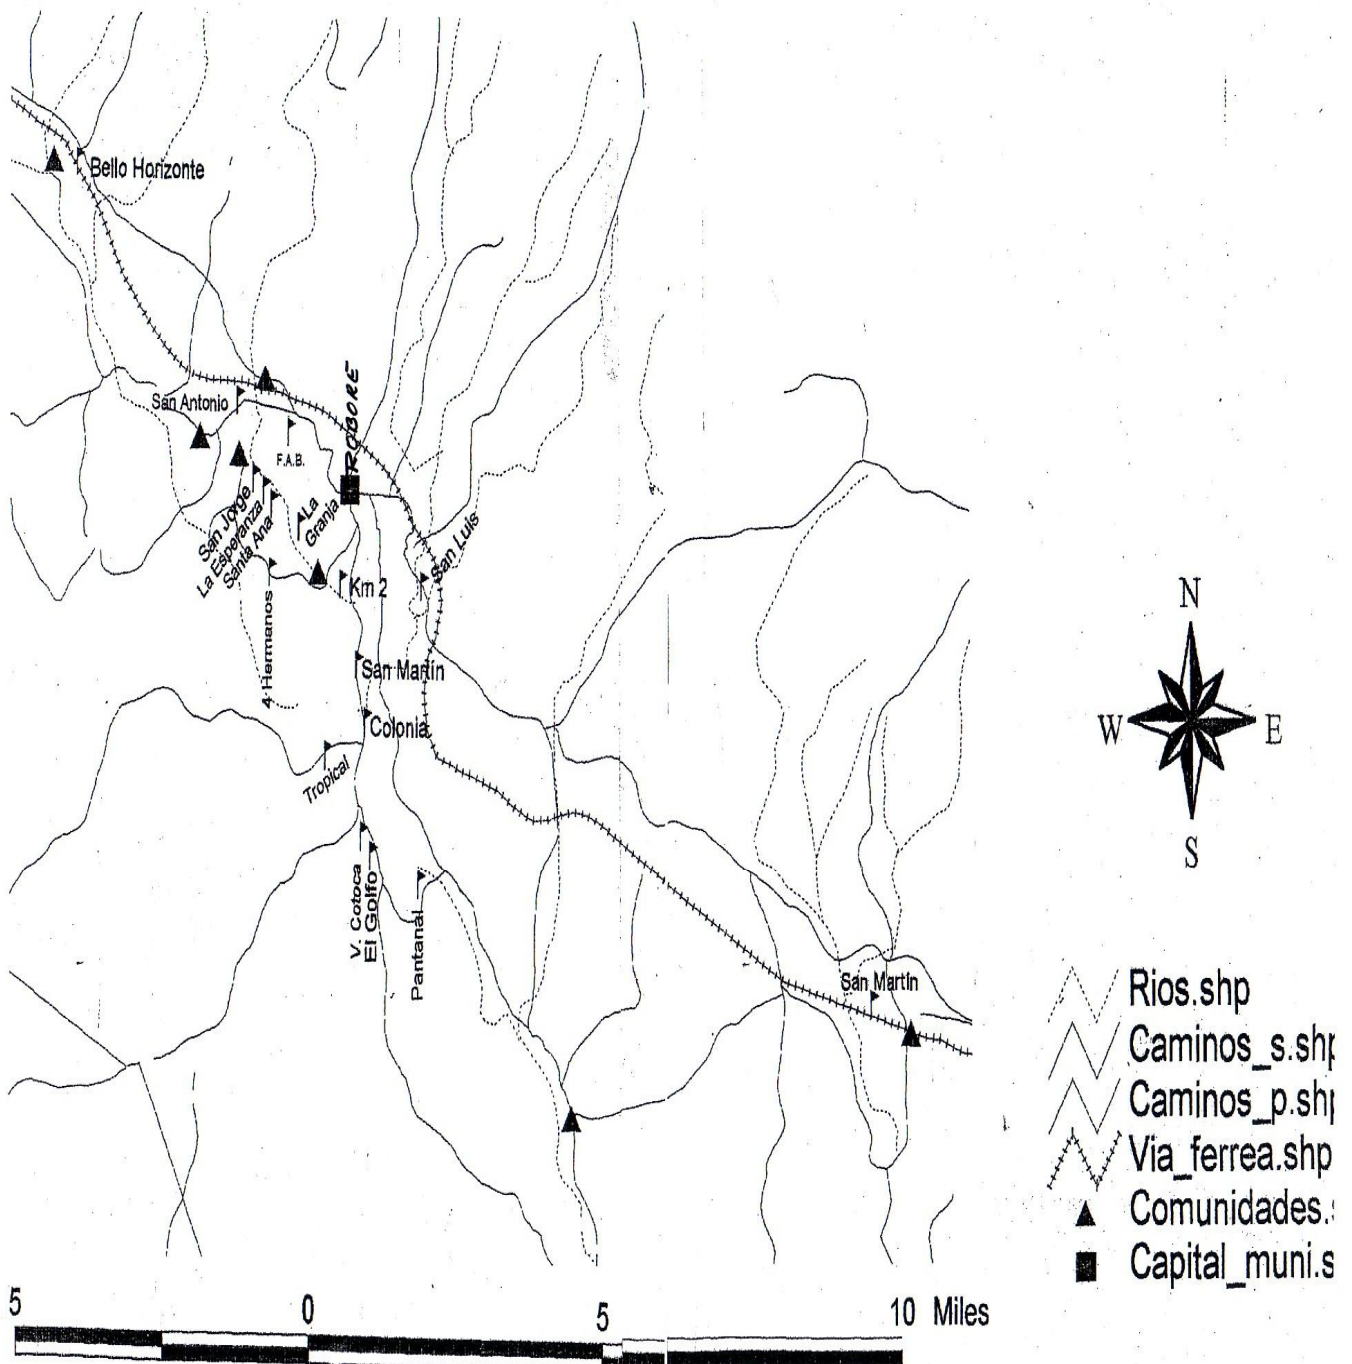 Bello Horizonte
ROBORE
San Antonio
F.A.B.
San Jorge
La Esperanza
Santa Ana
La
Granja
San Luis
Km 2
4 Hermanos
San Martín
Colonia
Tropical
V. Cotoca
El Golfo
Pantanal
San Martín
N
W
E
S
Rios.shp
Caminos_s.shp
Caminos_p.shp
Via_ferrea.shp
Comunidades.s
Capital_muni.s
5
0
5
10 Miles